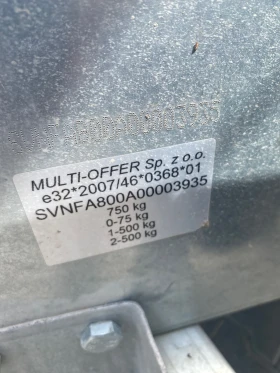 MULTI-OFFER Sp. z o.o.
e32*2007/46*0368*01
SVNFA800A00003935
750 kg
0-75 kg
1-500 kg
2-500 kg